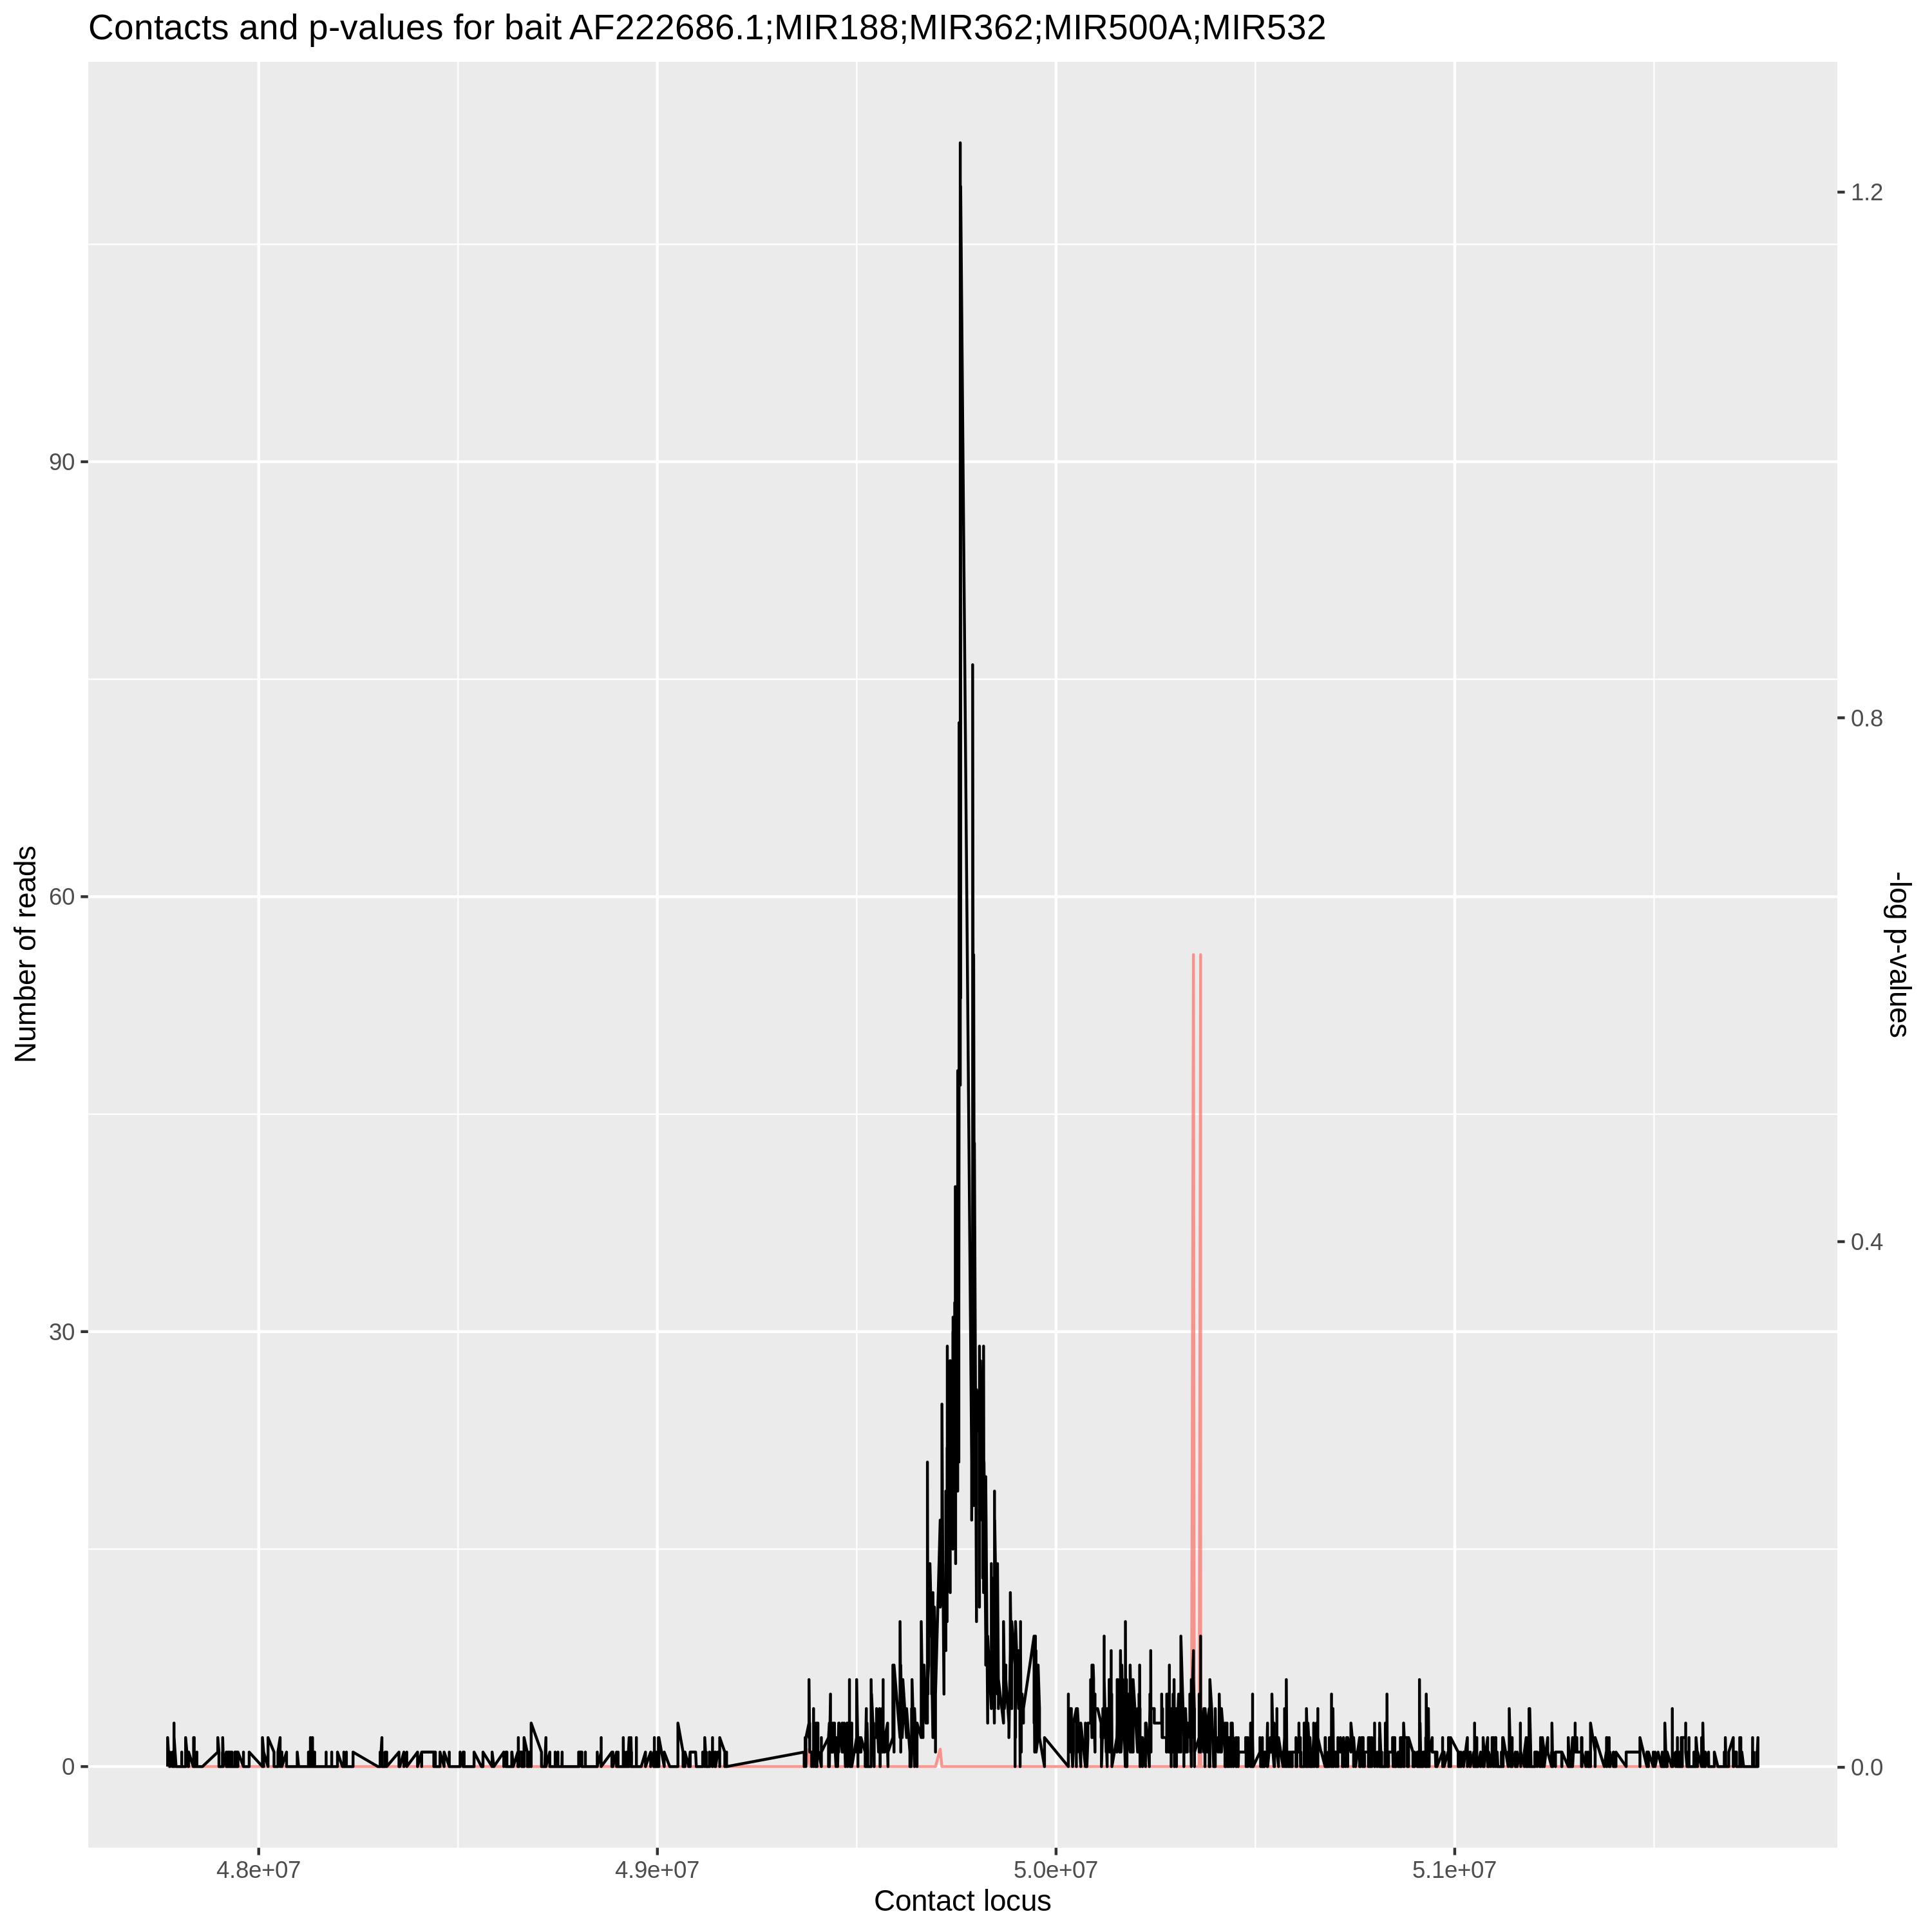 Contacts and p-values for bait AF222686.1;MIR188;MIR362;MIR500A;MIR532
Number of reads
90
60
30
0
1.2
0.8
0.4
0.0
-log p-values
4.8e+07 4.9e+07 5.0e+07 5.1e+07
Contact locus